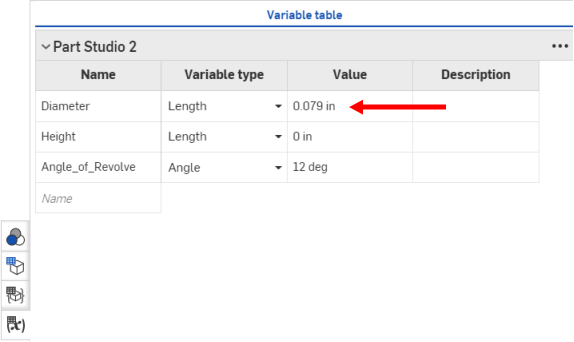 Variable table
Part Studio 2
Name Variable type Value Description
Diameter Length 0.079 in
Height Length 0 in
Angle_of_Revolve Angle 12 deg
Name
(x)